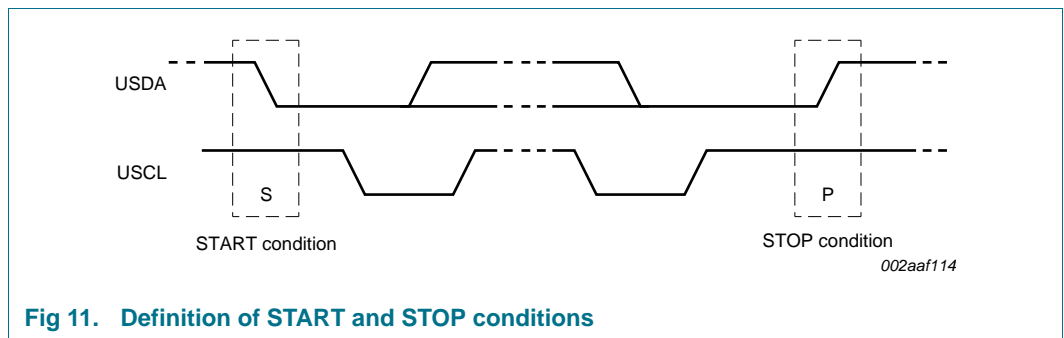 USDA
USCL
S
P
START condition
STOP condition
002aaf114
Fig 11. Definition of START and STOP conditions